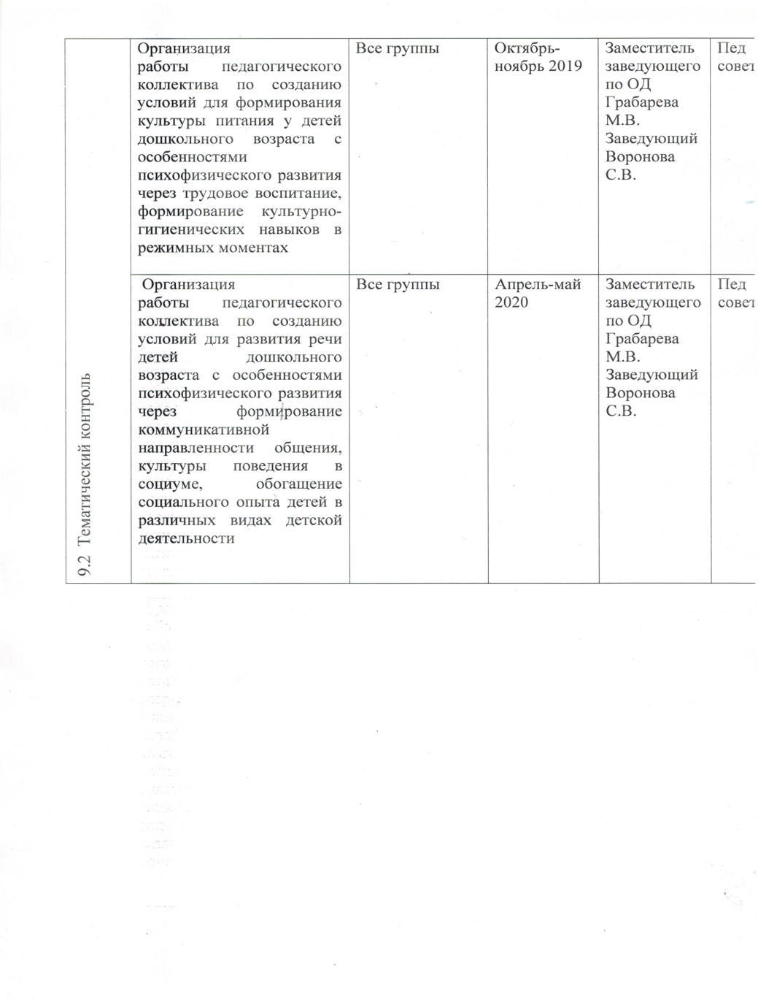 9.2 Тематический контроль
Организация
работы педагогического
коллектива по созданию
условий для формирования
культуры питания у детей
дошкольного возраста с
особенностями
психофизического развития
через трудовое воспитание,
формирование культурно-
гигиенических навыков в
режимных моментах
Все группы
Октябрь-
ноябрь 2019
Заместитель
заведующего
по ОД
Грабарева
М.В.
Заведующий
Воронова
С.В.
Пед
совет
Организация
работы педагогического
коллектива по созданию
условий для развития речи
детей дошкольного
возраста с особенностями
психофизического развития
через формирование
коммуникативной
направленности общения,
культуры поведения в
социуме, обогащение
социального опыта детей в
различных видах детской
деятельности
Все группы
Апрель-май
2020
Заместитель
заведующего
по ОД
Грабарева
М.В.
Заведующий
Воронова
С.В.
Пед
совет